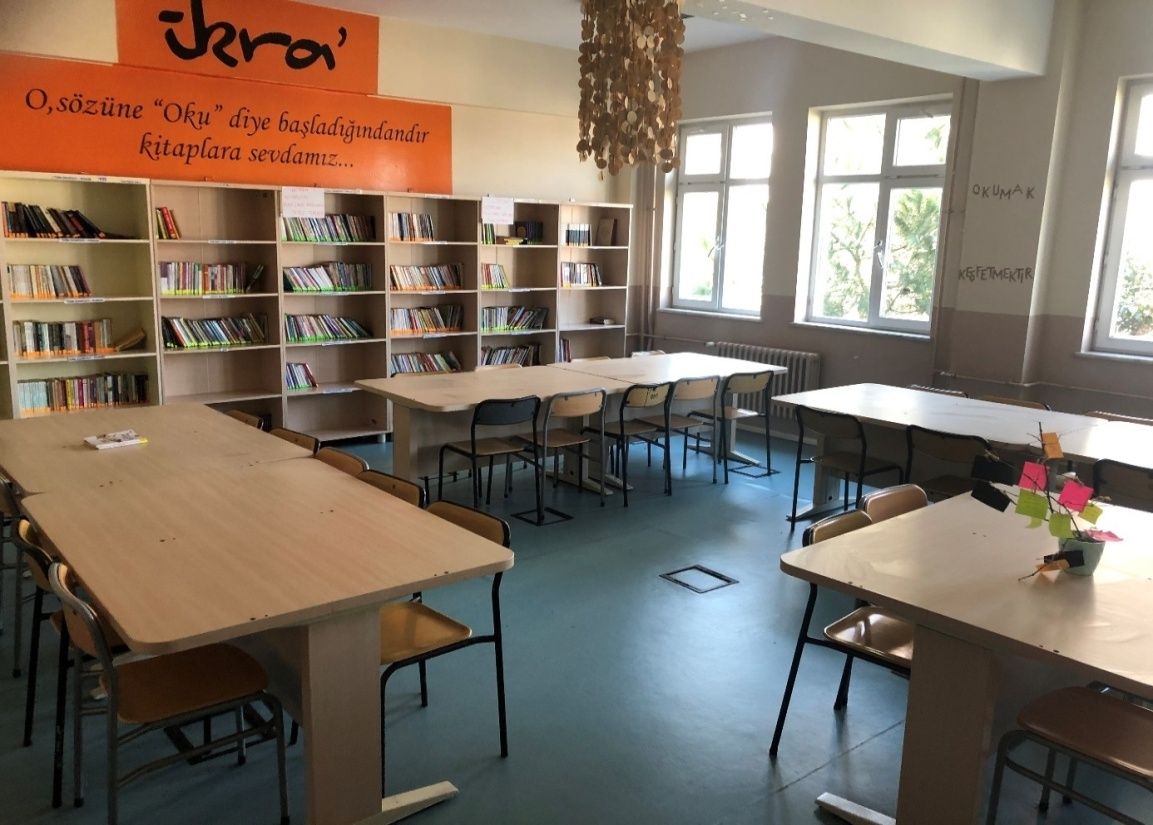 ikra'
O,sözüne “Oku” diye başladığındandır
kitaplara sevdamız...
OKUMAK
KEŞFETMEKTİR